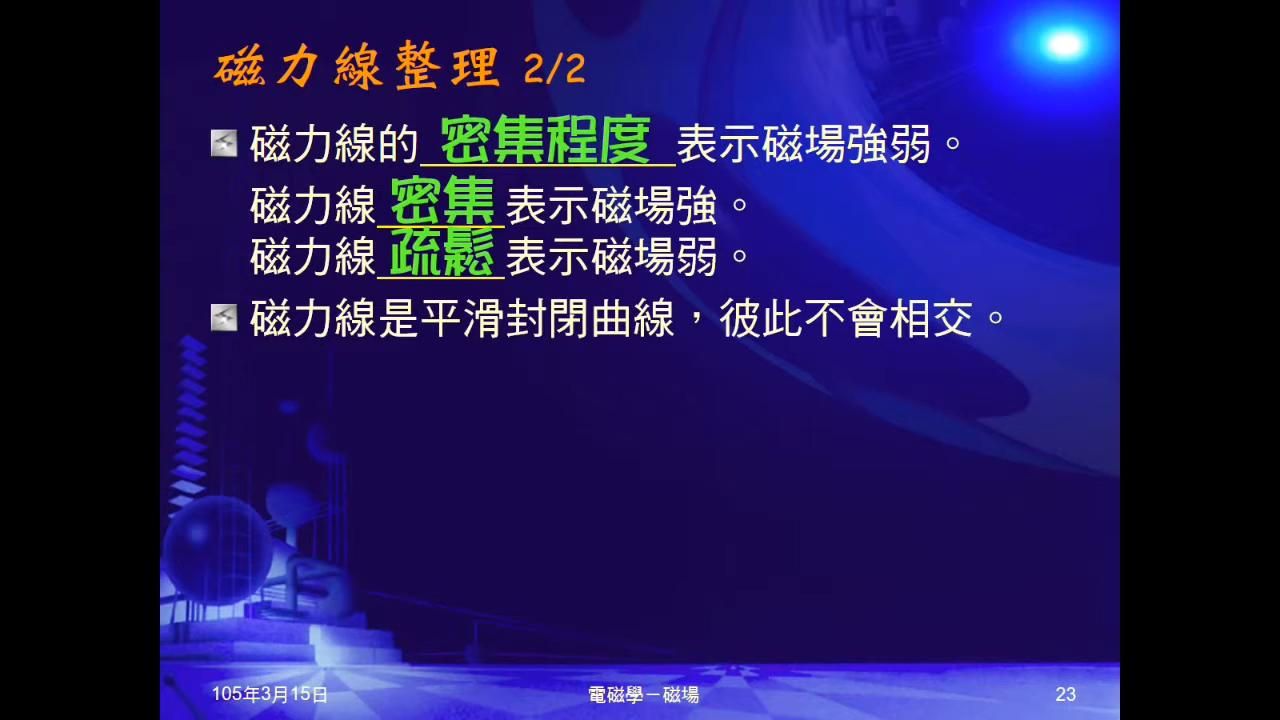 磁力線整理 2/2
磁力線的 密集程度 表示磁場強弱。
磁力線 密集 表示磁場強。
磁力線 疏鬆 表示磁場弱。
磁力線是平滑封閉曲線，彼此不會相交。
105年3月15日 電磁學－磁場 23